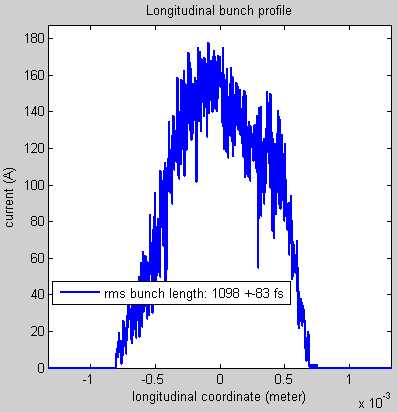 Longitudinal bunch profile
current (A)
180
160
140
120
100
80
60
40
20
0
rms bunch length: 1098 +-83 fs
-1 -0.5 0 0.5 1
longitudinal coordinate (meter)
x 10^-3